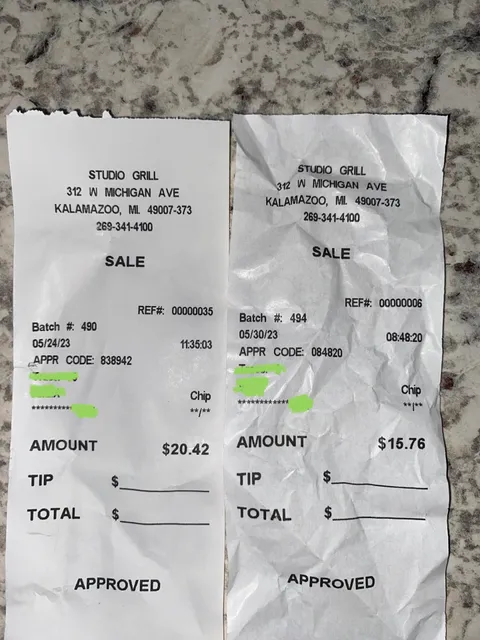 STUDIO GRILL
312 W MICHIGAN AVE
KALAMAZOO, MI. 49007-373
269-341-4100
SALE
REF#: 00000035
Batch #: 490
05/24/23 11:35:03
APPR CODE: 838942
Chip
********** **/**
AMOUNT $20.42
TIP $
TOTAL $
APPROVED
STUDIO GRILL
312 W MICHIGAN AVE
KALAMAZOO, MI. 49007-373
269-341-4100
SALE
REF#: 00000006
Batch #: 494
05/30/23 08:48:20
APPR CODE: 084820
Chip
************ **/**
AMOUNT $15.76
TIP $
TOTAL $
APPROVED